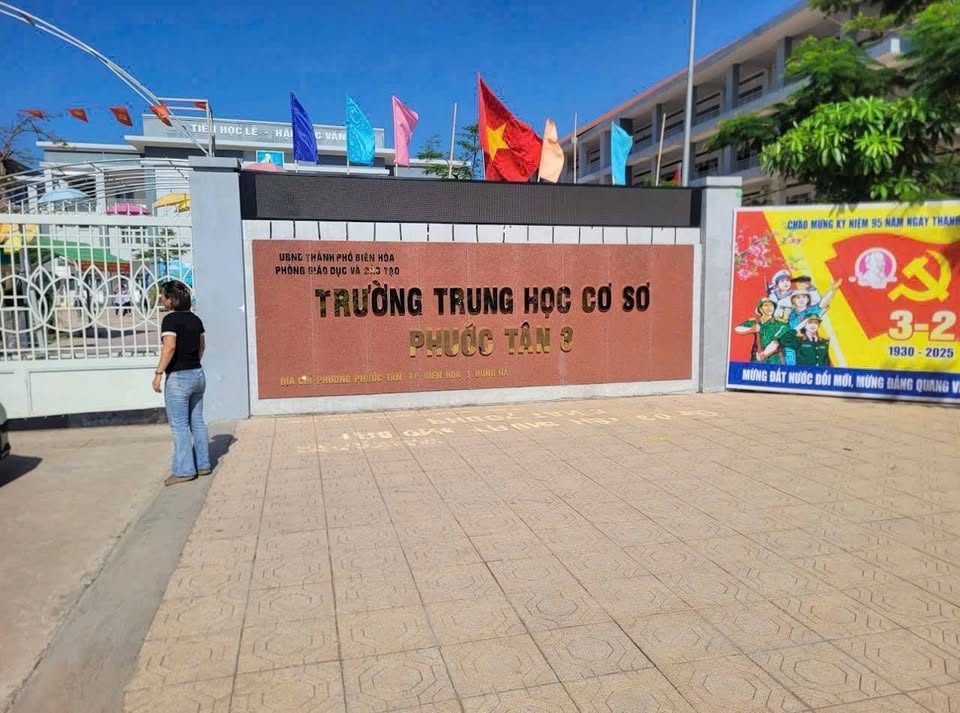 TIÊN HỌC LỄ - HẬU HỌC VĂN
UBND THÀNH PHỐ BIÊN HÒA
PHÒNG GIÁO DỤC VÀ ĐÀO TẠO
TRƯỜNG TRUNG HỌC CƠ SỞ
PHƯỚC TÂN 3
ĐỊA CHỈ: PHƯỜNG PHƯỚC TÂN, TP. BIÊN HÒA, T. ĐỒNG NAI
CHÀO MỪNG KỶ NIỆM 95 NĂM NGÀY THÀN
3-2
1930 - 2025
MỪNG ĐẤT NƯỚC ĐỔI MỚI, MỪNG ĐẢNG QUANG V